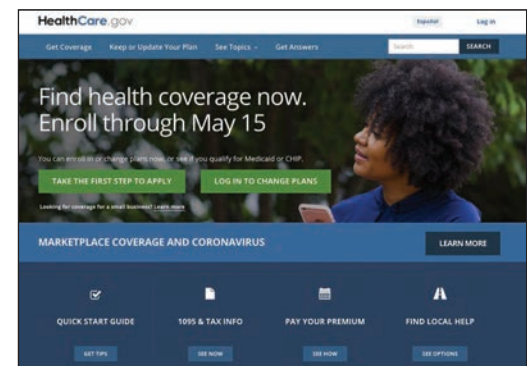 HealthCare.gov
Español Log in
Get Coverage Keep or Update Your Plan See Topics Get Answers Search SEARCH
Find health coverage now.
Enroll through May 15
You can enroll in or change plans now, or see if you qualify for Medicaid or CHIP.
TAKE THE FIRST STEP TO APPLY LOG IN TO CHANGE PLANS
Looking for coverage for a small business? Learn more
MARKETPLACE COVERAGE AND CORONAVIRUS LEARN MORE
QUICK START GUIDE 1095 & TAX INFO PAY YOUR PREMIUM FIND LOCAL HELP
GET TIPS SEE NOW SEE HOW SEE OPTIONS